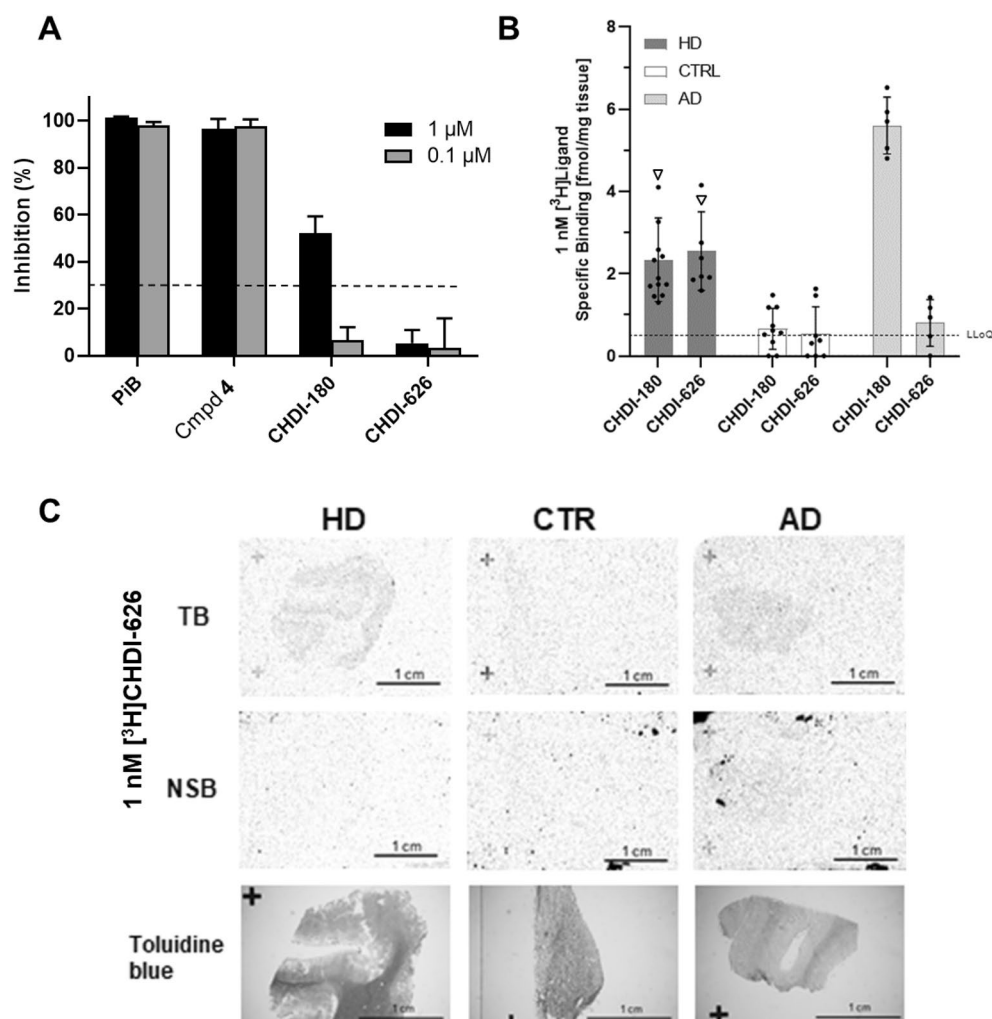 A
Inhibition (%)
100
80
60
40
20
0
1 µM
0.1 µM
PiB
Cmpd 4
CHDI-180
CHDI-626
B
1 nM [³H]Ligand
Specific Binding [fmol/mg tissue]
8
6
4
2
0
HD
CTRL
AD
LLoQ
CHDI-180
CHDI-626
CHDI-180
CHDI-626
CHDI-180
CHDI-626
C
HD
CTR
AD
1 nM [³H]CHDI-626
TB
1 cm
1 cm
1 cm
NSB
1 cm
1 cm
1 cm
Toluidine
blue
1 cm
1 cm
1 cm